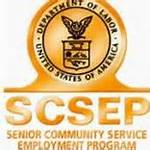 DEPARTMENT OF LABOR
UNITED STATES OF AMERICA
SCSEP
SENIOR COMMUNITY SERVICE
EMPLOYMENT PROGRAM